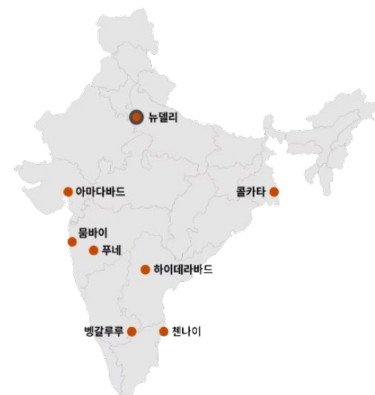 뉴델리
아마다바드
콜카타
뭄바이
푸네
하이데라바드
벵갈루루
첸나이